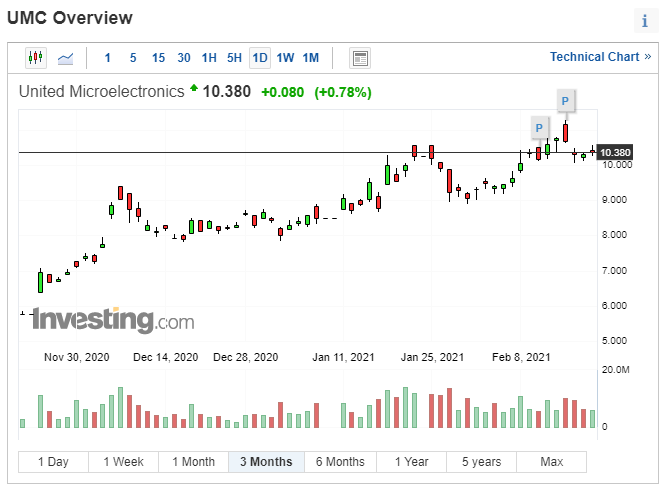 UMC Overview
i
1 5 15 30 1H 5H 1D 1W 1M
Technical Chart »
United Microelectronics 10.380 +0.080 (+0.78%)
P
P
10.380
10.000
9.000
8.000
7.000
6.000
Investing.com
5.000
Nov 30, 2020 Dec 14, 2020 Dec 28, 2020 Jan 11, 2021 Jan 25, 2021 Feb 8, 2021
20.0M
0
1 Day 1 Week 1 Month 3 Months 6 Months 1 Year 5 years Max